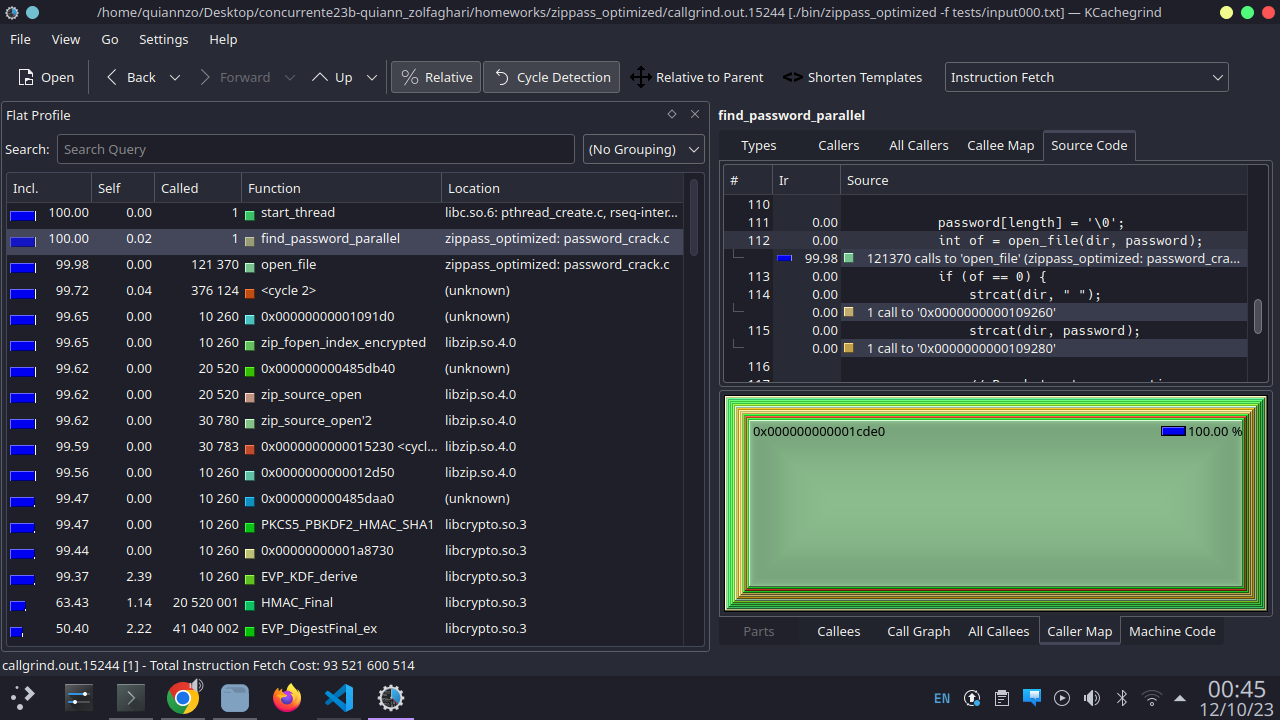 /home/quiannzo/Desktop/concurrente23b-quiann_zolfaghari/homeworks/zippass_optimized/callgrind.out.15244 [./bin/zippass_optimized -f tests/input000.txt] — KCachegrind
File View Go Settings Help
Open Back Forward Up Relative Cycle Detection Relative to Parent <> Shorten Templates Instruction Fetch
Flat Profile
Search: Search Query (No Grouping)
Incl. Self Called Function Location
100.00 0.00 1 start_thread libc.so.6: pthread_create.c, rseq-inter...
100.00 0.02 1 find_password_parallel zippass_optimized: password_crack.c
99.98 0.00 121 370 open_file zippass_optimized: password_crack.c
99.72 0.04 376 124 <cycle 2> (unknown)
99.65 0.00 10 260 0x00000000001091d0 (unknown)
99.65 0.00 10 260 zip_fopen_index_encrypted libzip.so.4.0
99.62 0.00 20 520 0x000000000485db40 (unknown)
99.62 0.00 20 520 zip_source_open libzip.so.4.0
99.62 0.00 30 780 zip_source_open'2 libzip.so.4.0
99.59 0.00 30 783 0x0000000000015230 <cycl... libzip.so.4.0
99.56 0.00 10 260 0x0000000000012d50 libzip.so.4.0
99.47 0.00 10 260 0x000000000485daa0 (unknown)
99.47 0.00 10 260 PKCS5_PBKDF2_HMAC_SHA1 libcrypto.so.3
99.44 0.00 10 260 0x00000000001a8730 libcrypto.so.3
99.37 2.39 10 260 EVP_KDF_derive libcrypto.so.3
63.43 1.14 20 520 001 HMAC_Final libcrypto.so.3
50.40 2.22 41 040 002 EVP_DigestFinal_ex libcrypto.so.3
find_password_parallel
Types Callers All Callers Callee Map Source Code
# Ir Source
110
111 0.00 password[length] = '\0';
112 0.00 int of = open_file(dir, password);
99.98 121370 calls to 'open_file' (zippass_optimized: password_cra...
113 0.00 if (of == 0) {
114 0.00 strcat(dir, " ");
0.00 1 call to '0x0000000000109260'
115 0.00 strcat(dir, password);
0.00 1 call to '0x0000000000109280'
116
0x000000000001cde0 100.00 %
Parts Callees Call Graph All Callees Caller Map Machine Code
callgrind.out.15244 [1] - Total Instruction Fetch Cost: 93 521 600 514
EN 00:45
12/10/23